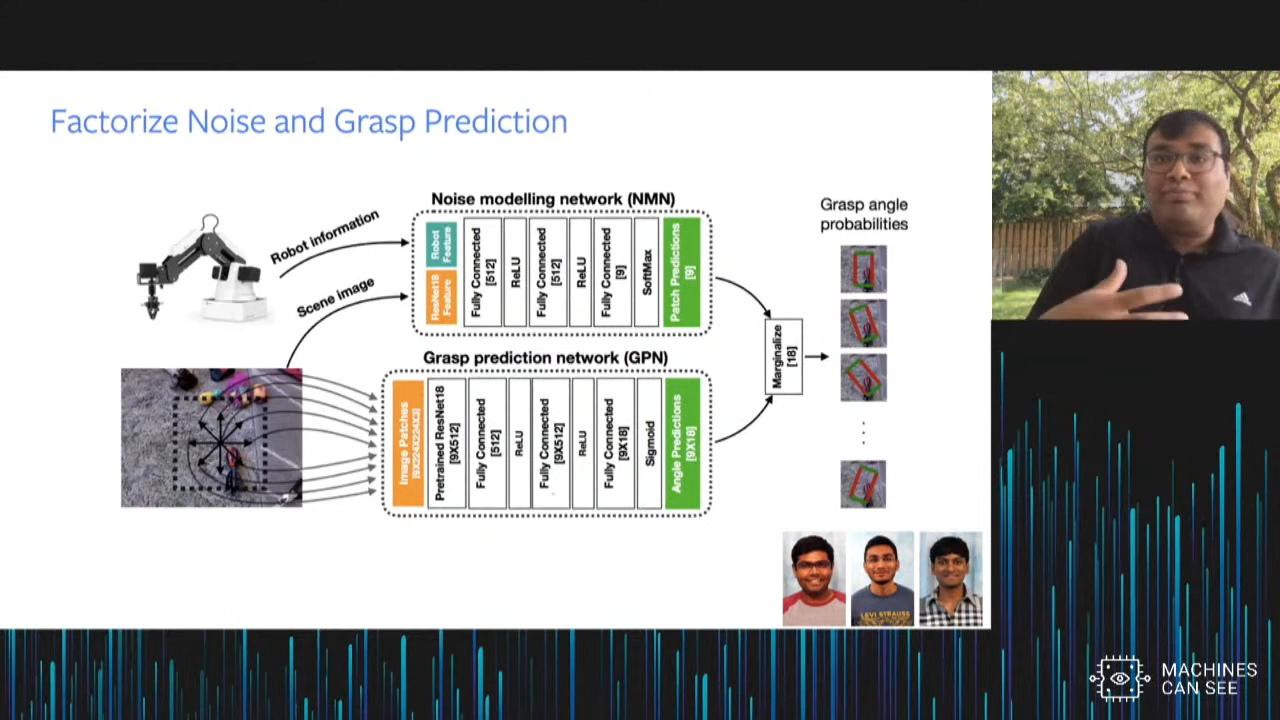 Factorize Noise and Grasp Prediction
Noise modelling network (NMN)
Robot information
Scene image
Robot
Feature
ResNet18
Feature
Fully Connected
[512]
ReLU
Fully Connected
[512]
ReLU
Fully Connected
[9]
SoftMax
Patch Predictions
[9]
Grasp prediction network (GPN)
Image Patches
[9X224X224X3]
Pretrained ResNet18
[9X512]
Fully Connected
[512]
ReLU
Fully Connected
[9X512]
ReLU
Fully Connected
[9X18]
Sigmoid
Angle Predictions
[9X18]
Marginalize
[18]
Grasp angle
probabilities
LEVI STRAUSS
adidas
MACHINES
CAN SEE